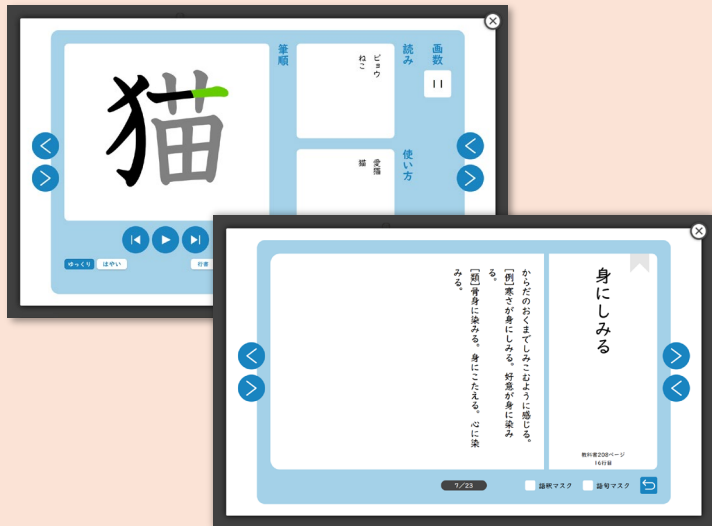 画数
11
読み
ビョウ
ねこ
使い方
愛猫
猫
筆順
猫
ゆっくり
はやい
行書
身にしみる
教科書208ページ
16行目
からだのおくまでしみこむように感じる。
[例]寒さが身にしみる。好意が身に染み
る。
[類]骨身に染みる。身にこたえる。心に染
みる。
7/23
語釈マスク
語句マスク